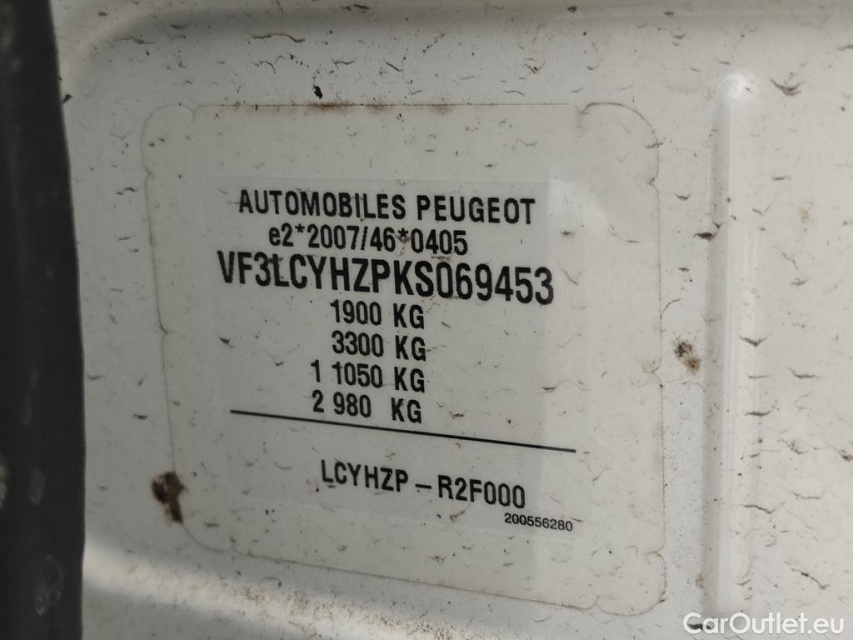 AUTOMOBILES PEUGEOT
e2*2007/46*0405
VF3LCYHZPKS069453
1900 KG
3300 KG
1 1050 KG
2 980 KG
LCYHZP - R2F000
200556280
CarOutlet.eu